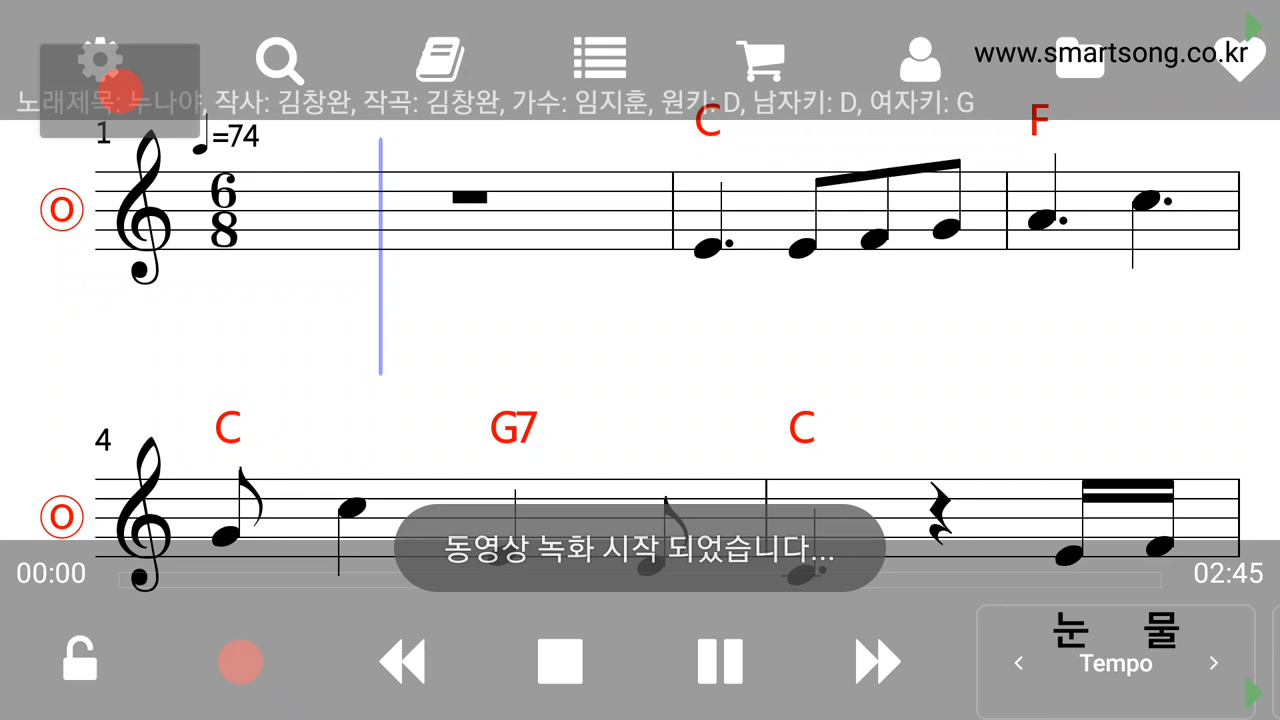 www.smartsong.co.kr
노래제목: 누나야, 작사: 김창완, 작곡: 김창완, 가수: 임지훈, 원키: D, 남자키: D, 여자키: G
1
=74
C F
6
8
O
4
C G7 C
O
동영상 녹화 시작 되었습니다...
00:00 02:45
눈 물
Tempo